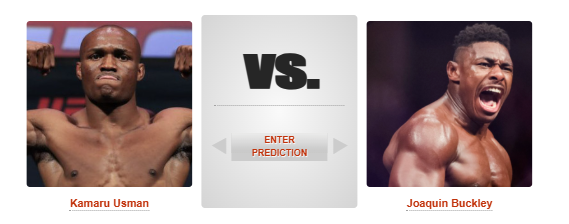 VS.
ENTER
PREDICTION
Kamaru Usman
Joaquin Buckley